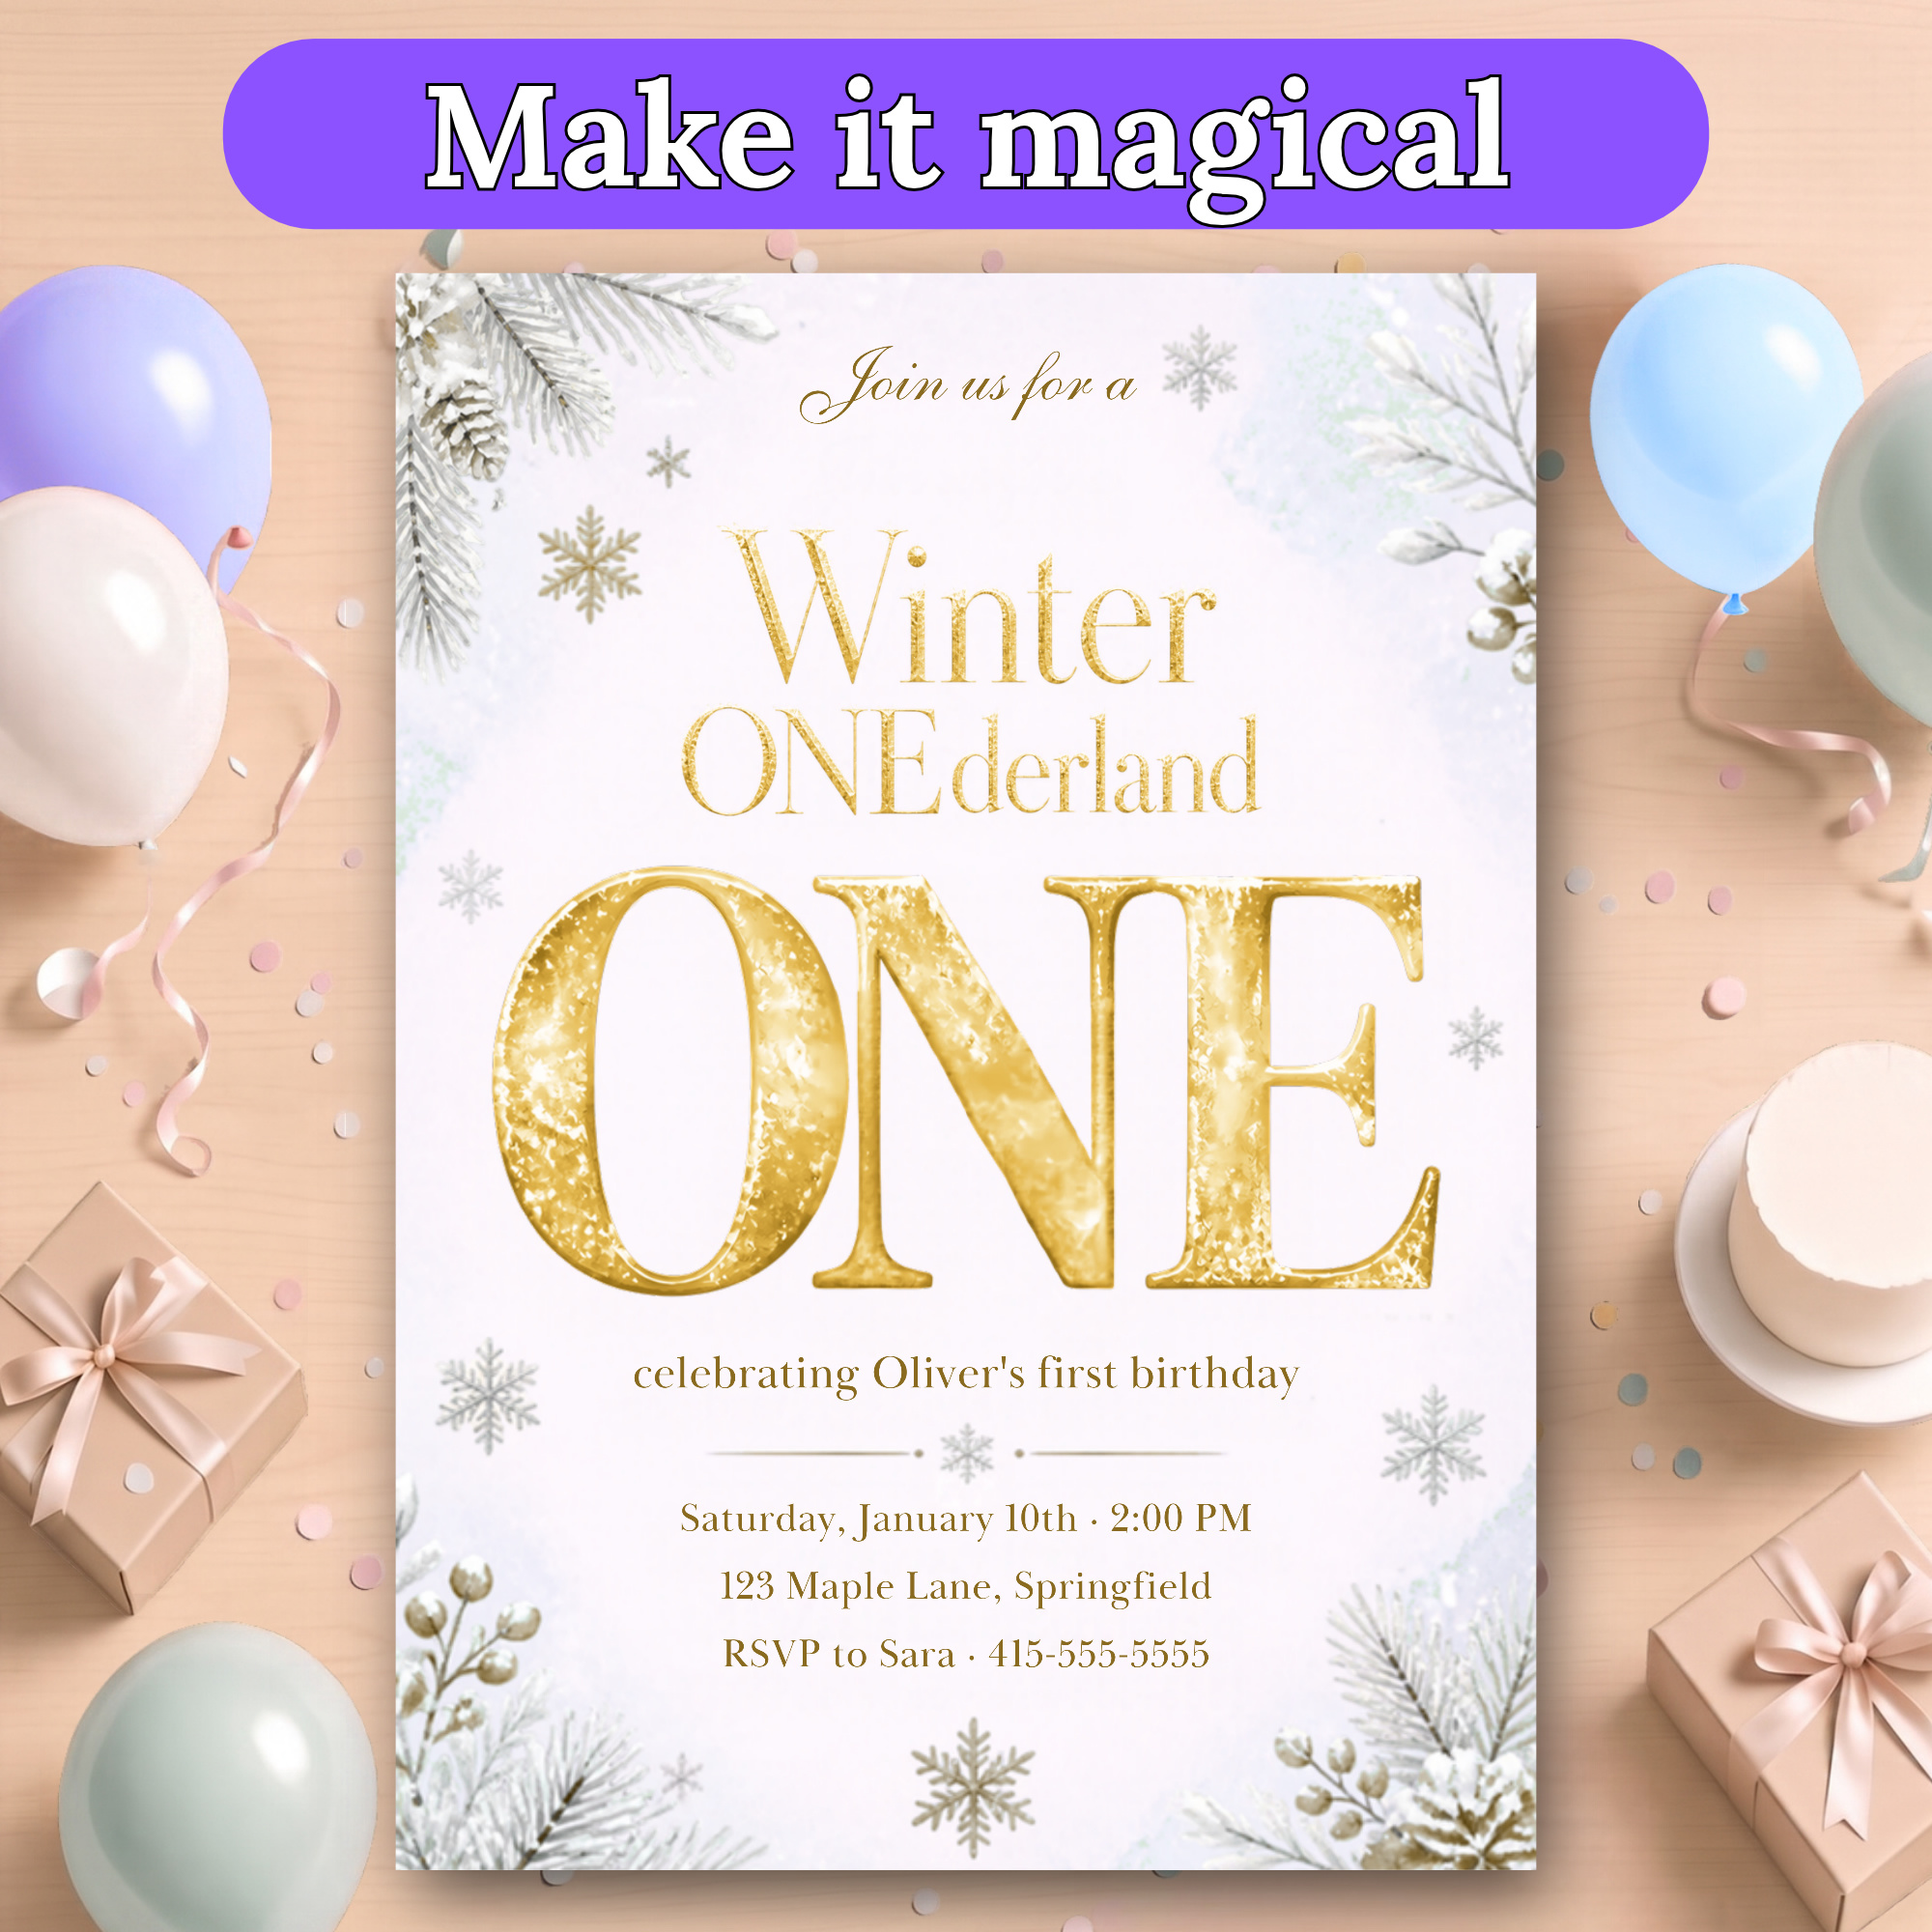 Make it magical
Join us for a
Winter
ONEderland
ONE
celebrating Oliver's first birthday
Saturday, January 10th · 2:00 PM
123 Maple Lane, Springfield
RSVP to Sara · 415-555-5555